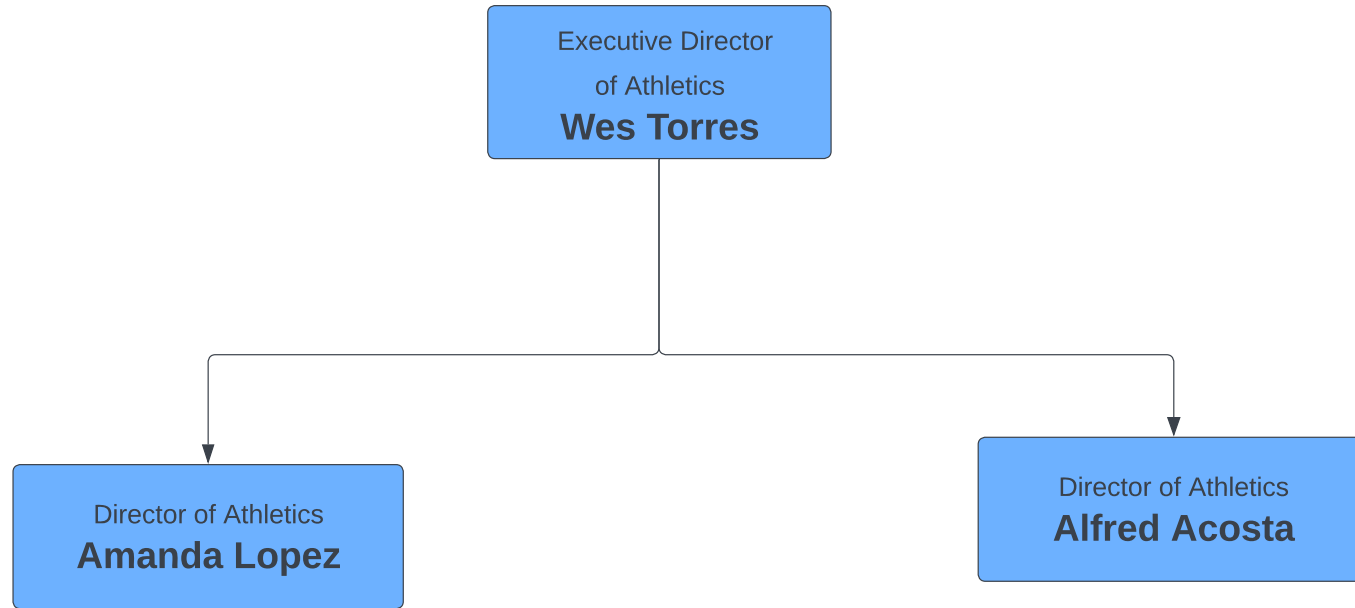 Executive Director
of Athletics
Wes Torres
Director of Athletics
Amanda Lopez
Director of Athletics
Alfred Acosta